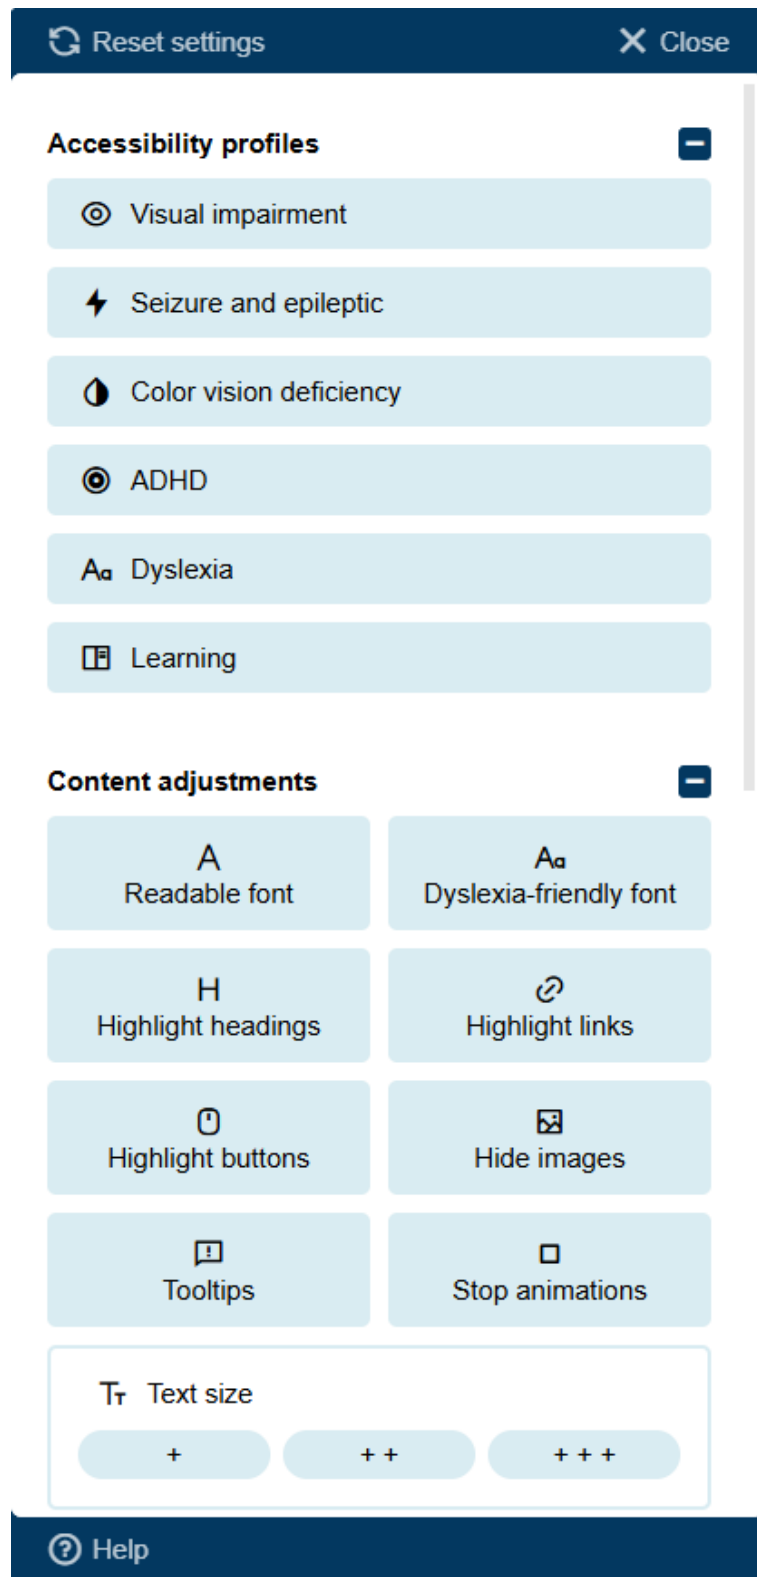 Reset settings
Close
Accessibility profiles
Visual impairment
Seizure and epileptic
Color vision deficiency
ADHD
Dyslexia
Learning
Content adjustments
Readable font
Dyslexia-friendly font
Highlight headings
Highlight links
Highlight buttons
Hide images
Tooltips
Stop animations
Text size
+
+ +
+ + +
Help